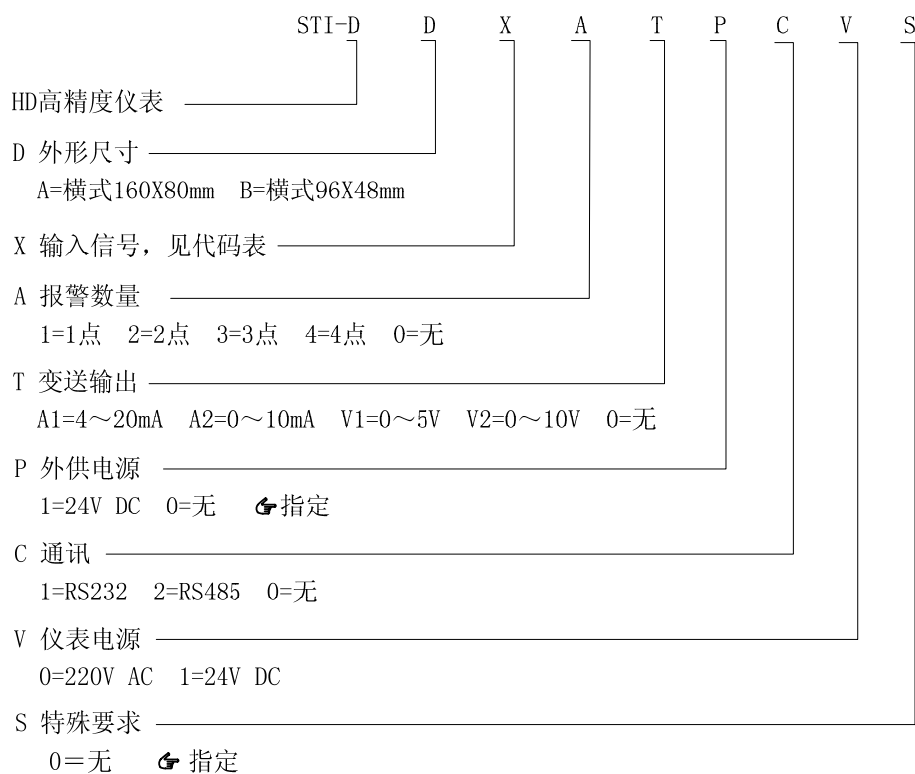 STI-D D X A T P C V S
HD高精度仪表
D 外形尺寸
A=横式160X80mm B=横式96X48mm
X 输入信号，见代码表
A 报警数量
1=1点 2=2点 3=3点 4=4点 0=无
T 变送输出
A1=4～20mA A2=0～10mA V1=0～5V V2=0～10V 0=无
P 外供电源
1=24V DC 0=无 ☞指定
C 通讯
1=RS232 2=RS485 0=无
V 仪表电源
0=220V AC 1=24V DC
S 特殊要求
0＝无 ☞指定